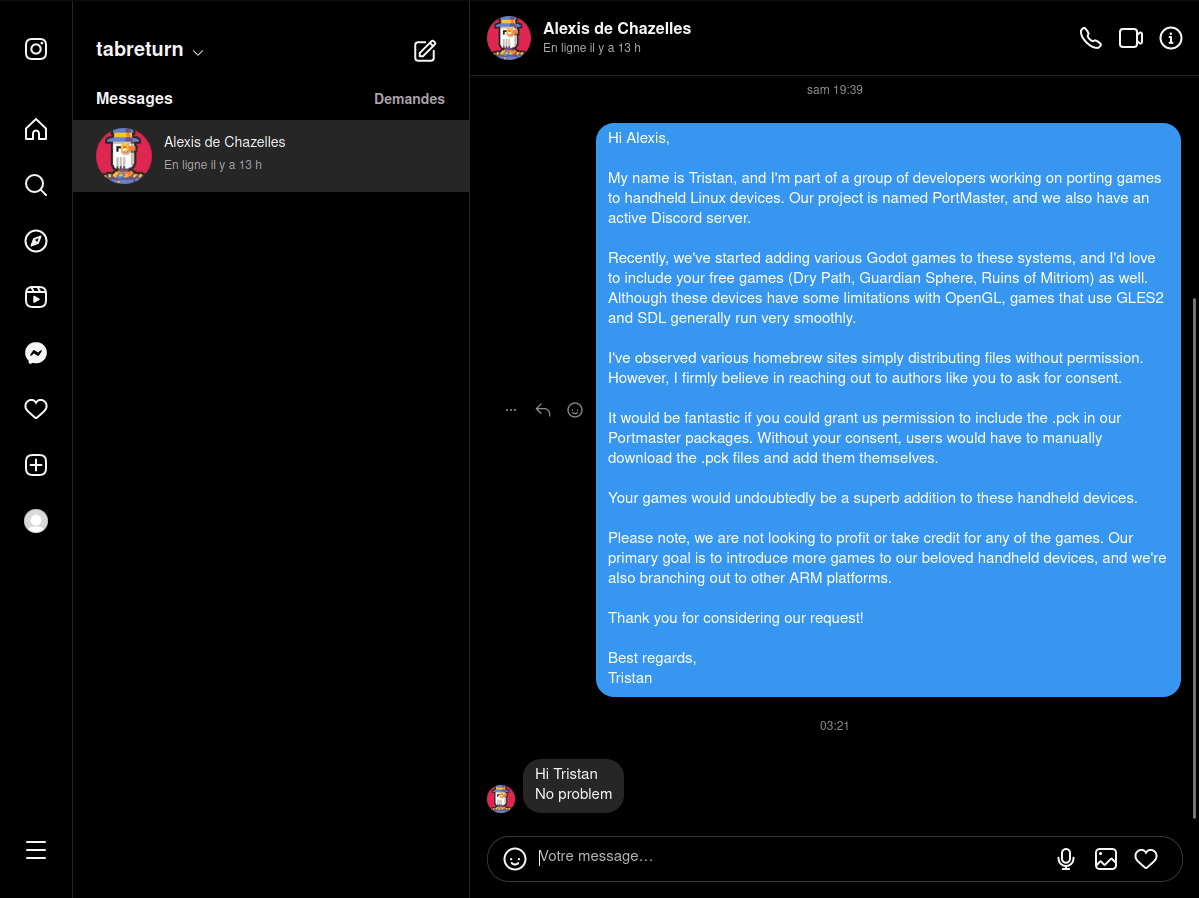 tabreturn
Messages
Demandes
Alexis de Chazelles
En ligne il y a 13 h
Alexis de Chazelles
En ligne il y a 13 h
sam 19:39
Hi Alexis,
My name is Tristan, and I'm part of a group of developers working on porting games
to handheld Linux devices. Our project is named PortMaster, and we also have an
active Discord server.
Recently, we've started adding various Godot games to these systems, and I'd love
to include your free games (Dry Path, Guardian Sphere, Ruins of Mitriom) as well.
Although these devices have some limitations with OpenGL, games that use GLES2
and SDL generally run very smoothly.
I've observed various homebrew sites simply distributing files without permission.
However, I firmly believe in reaching out to authors like you to ask for consent.
It would be fantastic if you could grant us permission to include the .pck in our
Portmaster packages. Without your consent, users would have to manually
download the .pck files and add them themselves.
Your games would undoubtedly be a superb addition to these handheld devices.
Please note, we are not looking to profit or take credit for any of the games. Our
primary goal is to introduce more games to our beloved handheld devices, and we're
also branching out to other ARM platforms.
Thank you for considering our request!
Best regards,
Tristan
03:21
Hi Tristan
No problem
Votre message…